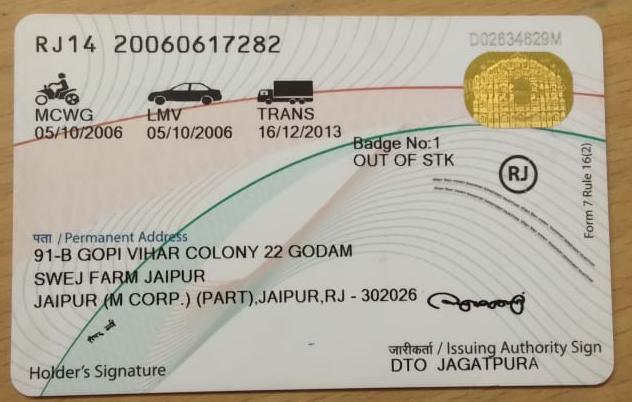 RJ14 20060617282
D02634629M
MCWG
05/10/2006
LMV
05/10/2006
TRANS
16/12/2013
Badge No:1
OUT OF STK
RJ
Form 7 Rule 16(2)
पता / Permanent Address
91-B GOPI VIHAR COLONY 22 GODAM
SWEJ FARM JAIPUR
JAIPUR (M CORP.) (PART),JAIPUR,RJ - 302026
Holder's Signature
जारीकर्ता / Issuing Authority Sign
DTO JAGATPURA